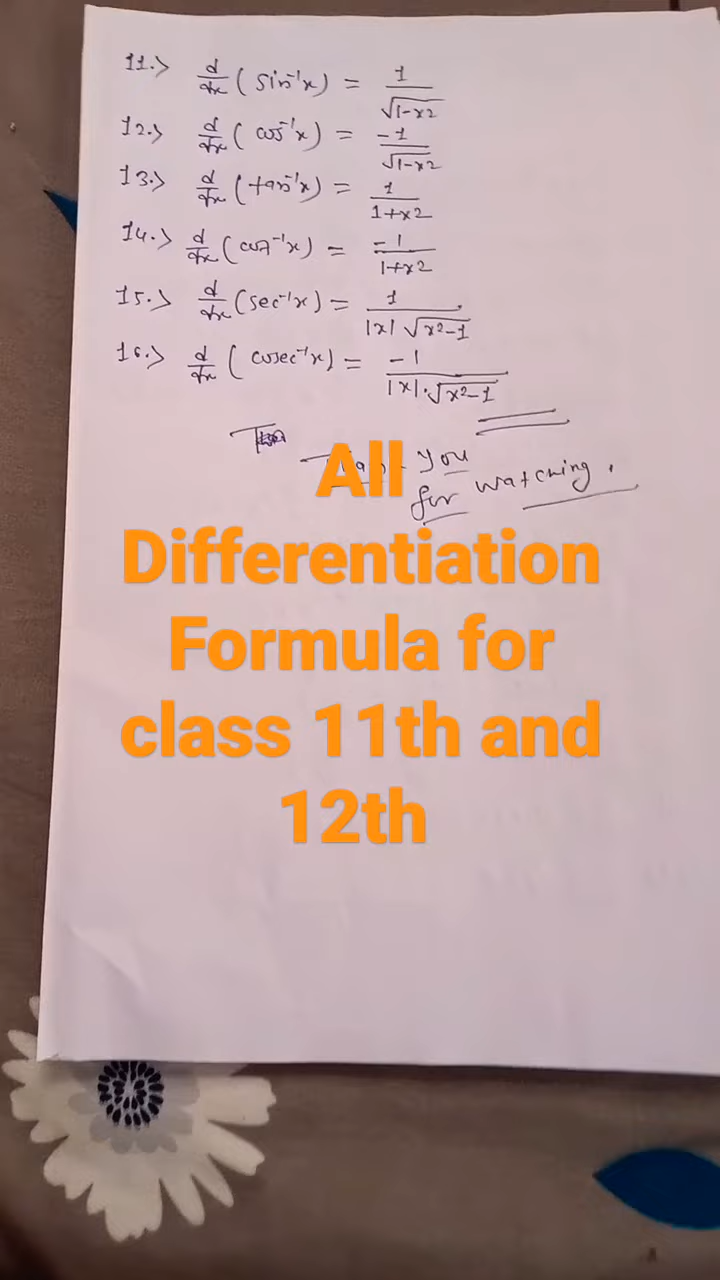 11.> d/dx (sin⁻¹x) = 1/√1-x2
12.> d/dx (cos⁻¹x) = -1/√1-x2
13.> d/dx (tan⁻¹x) = 1/1+x2
14.> d/dx (cot⁻¹x) = -1/1+x2
15.> d/dx (sec⁻¹x) = 1/|x| √x2-1
16.> d/dx (cosec⁻¹x) = -1/|x|.√x2-1
you
for watching.
All
Differentiation
Formula for
class 11th and
12th